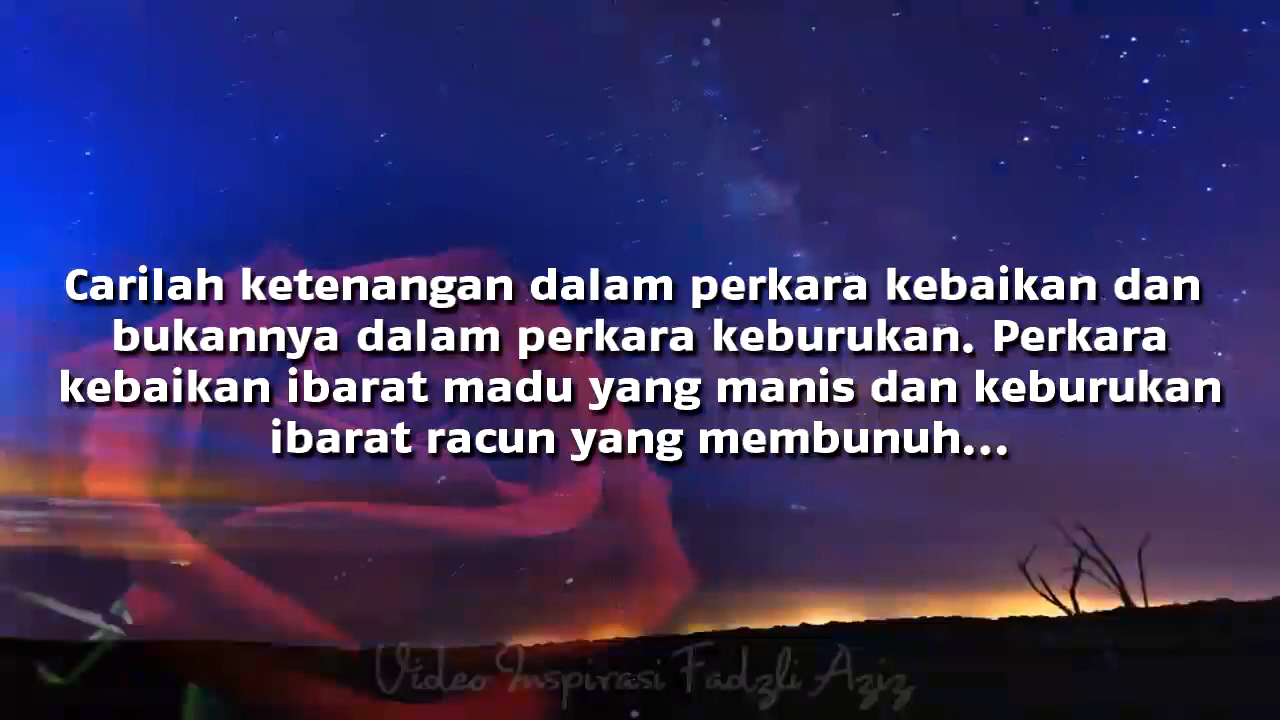 Carilah ketenangan dalam perkara kebaikan dan
bukannya dalam perkara keburukan. Perkara
kebaikan ibarat madu yang manis dan keburukan
ibarat racun yang membunuh...
Video Inspirasi Fadzli Aziz